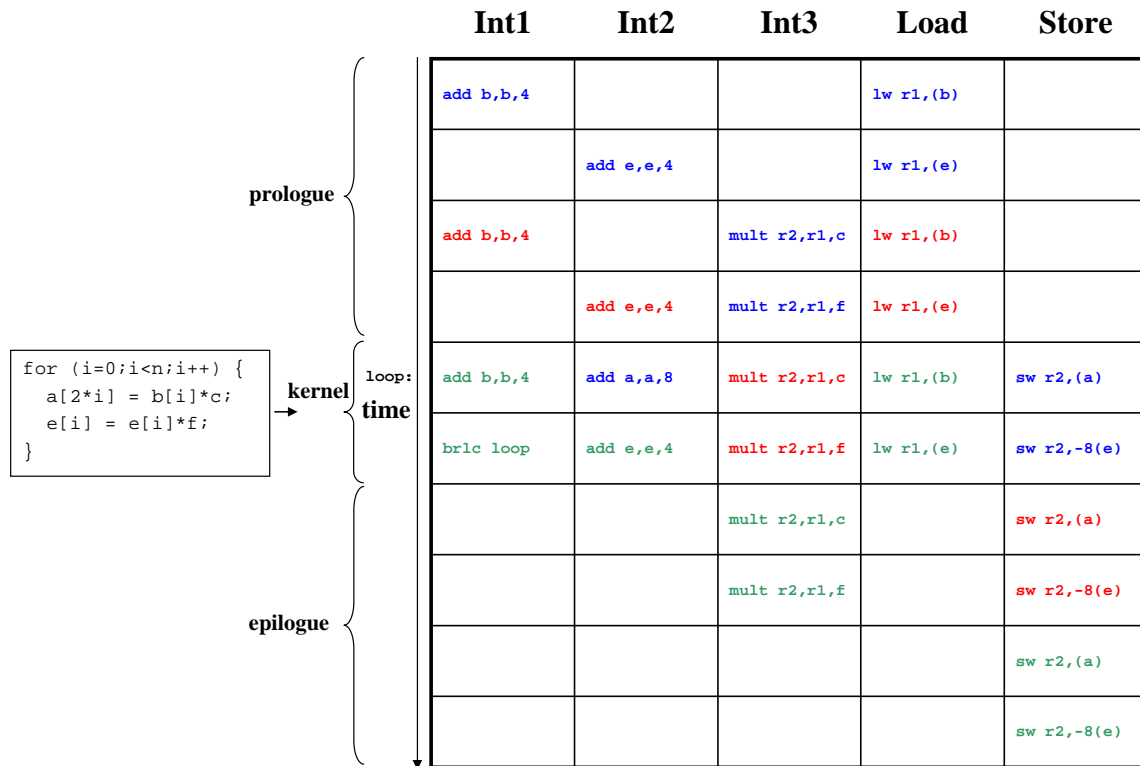 Int1 Int2 Int3 Load Store
add b,b,4 lw r1,(b)
add e,e,4 lw r1,(e)
prologue
add b,b,4 mult r2,r1,c lw r1,(b)
add e,e,4 mult r2,r1,f lw r1,(e)
for (i=0;i<n;i++) {
a[2*i] = b[i]*c;
e[i] = e[i]*f;
}
kernel
loop:
time
add b,b,4 add a,a,8 mult r2,r1,c lw r1,(b) sw r2,(a)
brlc loop add e,e,4 mult r2,r1,f lw r1,(e) sw r2,-8(e)
mult r2,r1,c sw r2,(a)
mult r2,r1,f sw r2,-8(e)
epilogue
sw r2,(a)
sw r2,-8(e)